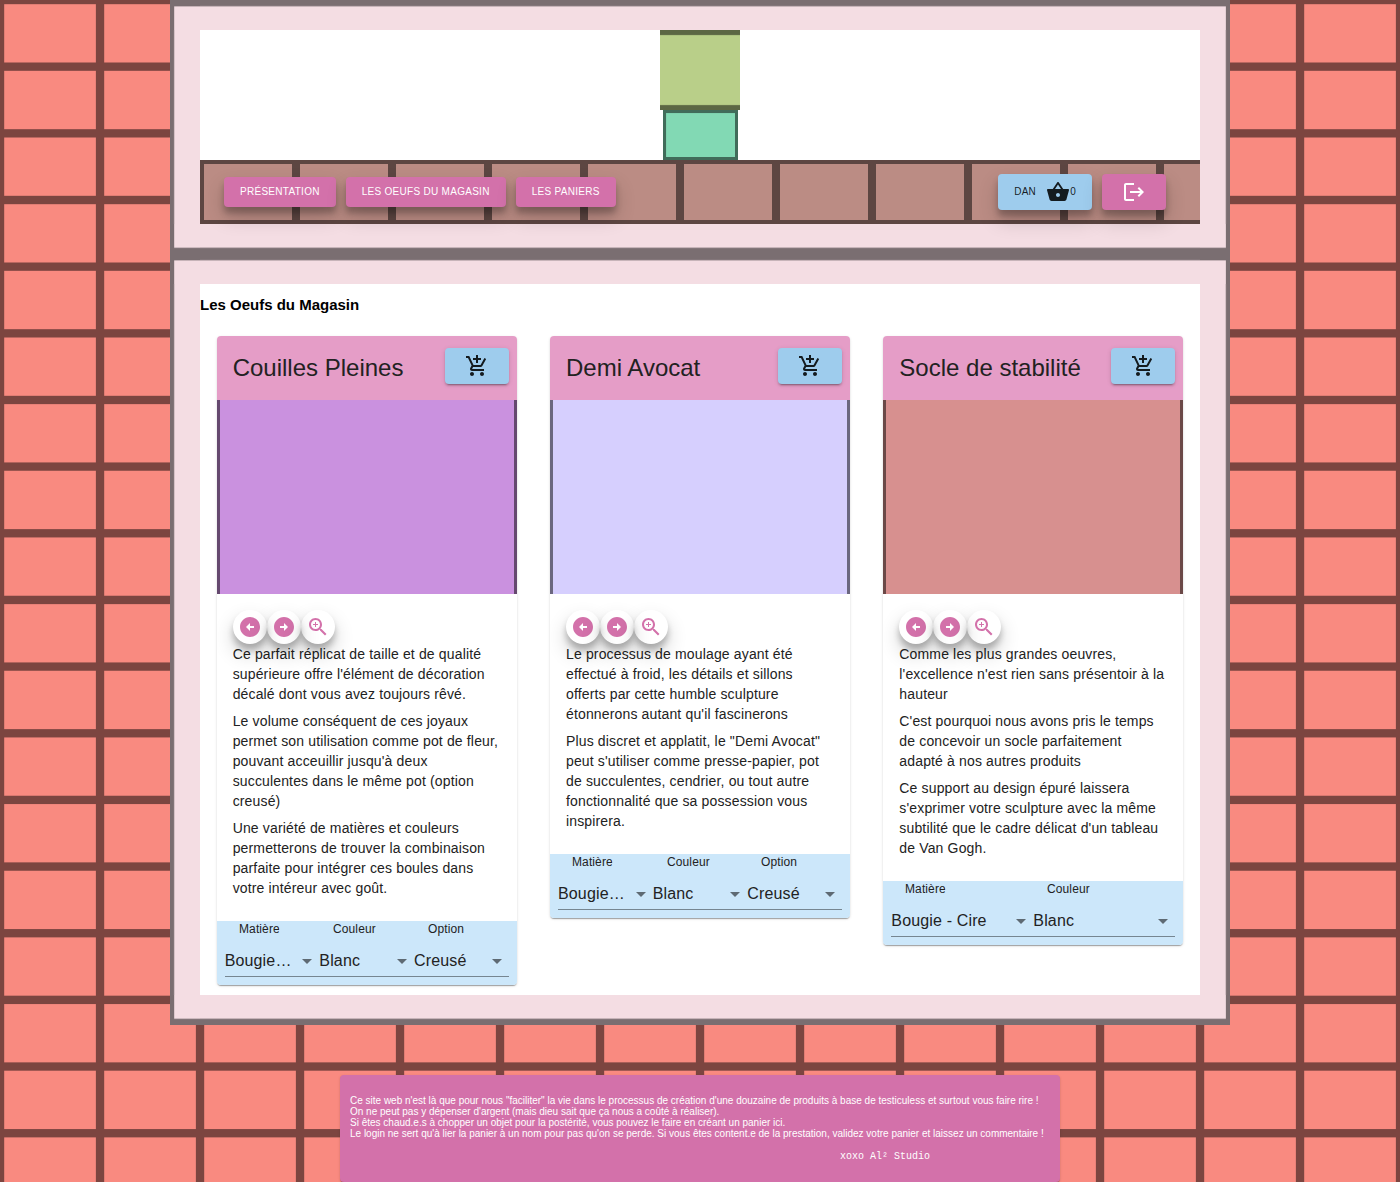 PRÉSENTATION
LES OEUFS DU MAGASIN
LES PANIERS
DAN
0
Les Oeufs du Magasin
Couilles Pleines
Ce parfait réplicat de taille et de qualité
supérieure offre l'élément de décoration
décalé dont vous avez toujours rêvé.
Le volume conséquent de ces joyaux
permet son utilisation comme pot de fleur,
pouvant acceuillir jusqu'à deux
succulentes dans le même pot (option
creusé)
Une variété de matières et couleurs
permetterons de trouver la combinaison
parfaite pour intégrer ces boules dans
votre intéreur avec goût.
Matière
Couleur
Option
Bougie…
Blanc
Creusé
Demi Avocat
Le processus de moulage ayant été
effectué à froid, les détails et sillons
offerts par cette humble sculpture
étonnerons autant qu'il fascinerons
Plus discret et applatit, le "Demi Avocat"
peut s'utiliser comme presse-papier, pot
de succulentes, cendrier, ou tout autre
fonctionnalité que sa possession vous
inspirera.
Matière
Couleur
Option
Bougie…
Blanc
Creusé
Socle de stabilité
Comme les plus grandes oeuvres,
l'excellence n'est rien sans présentoir à la
hauteur
C'est pourquoi nous avons pris le temps
de concevoir un socle parfaitement
adapté à nos autres produits
Ce support au design épuré laissera
s'exprimer votre sculpture avec la même
subtilité que le cadre délicat d'un tableau
de Van Gogh.
Matière
Couleur
Bougie - Cire
Blanc
Ce site web n'est là que pour nous "faciliter" la vie dans le processus de création d'une douzaine de produits à base de testiculess et surtout vous faire rire !
On ne peut pas y dépenser d'argent (mais dieu sait que ça nous a coûté à réaliser).
Si êtes chaud.e.s à chopper un objet pour la postérité, vous pouvez le faire en créant un panier ici.
Le login ne sert qu'à lier la panier à un nom pour pas qu'on se perde. Si vous êtes content.e de la prestation, validez votre panier et laissez un commentaire !
xoxo Al² Studio